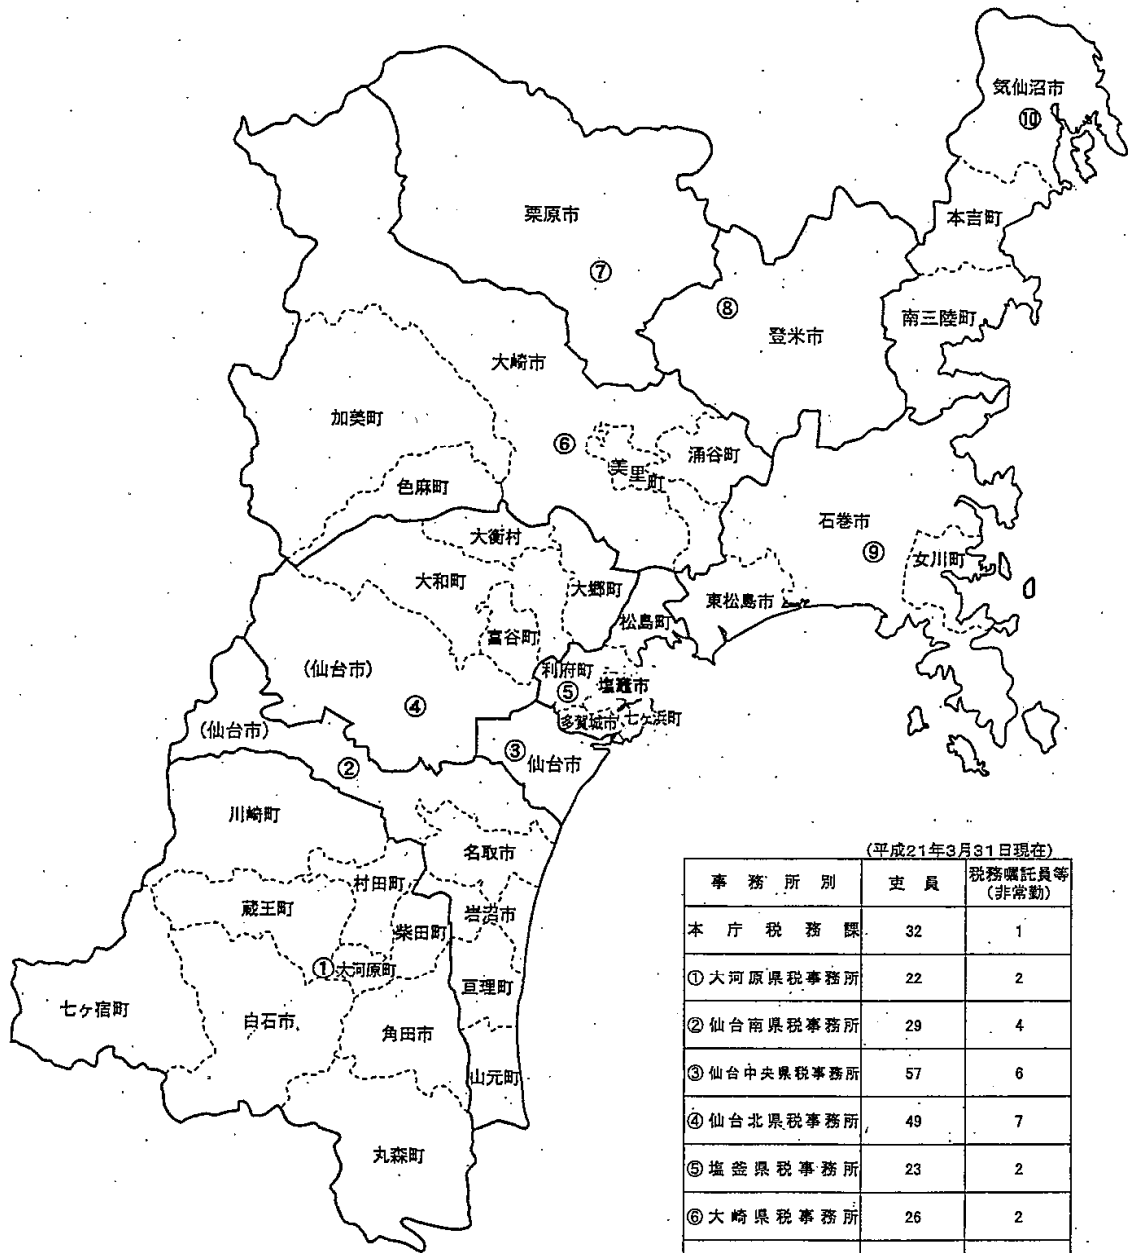 気仙沼市
⑩
栗原市
本吉町
⑦
⑧
南三陸町
登米市
大崎市
加美町
⑥
涌谷町
美里町
色麻町
石巻市
大衡村
⑨
女川町
大和町
大郷町
東松島市
松島町
富谷町
利府町
(仙台市)
⑤
塩竈市
④
多賀城市
七ヶ浜町
(仙台市)
③
仙台市
②
川崎町
名取市
村田町
蔵王町
岩沼市
柴田町
①
大河原町
亘理町
七ヶ宿町
白石市
角田市
山元町
丸森町
(平成21年3月31日現在)
事務所別 吏員 税務嘱託員等
(非常勤)
本庁税務課 32 1
①大河原県税事務所 22 2
②仙台南県税事務所 29 4
③仙台中央県税事務所 57 6
④仙台北県税事務所 49 7
⑤塩釜県税事務所 23 2
⑥大崎県税事務所 26 2